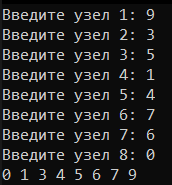 Введите узел 1: 9
Введите узел 2: 3
Введите узел 3: 5
Введите узел 4: 1
Введите узел 5: 4
Введите узел 6: 7
Введите узел 7: 6
Введите узел 8: 0
0 1 3 4 5 6 7 9